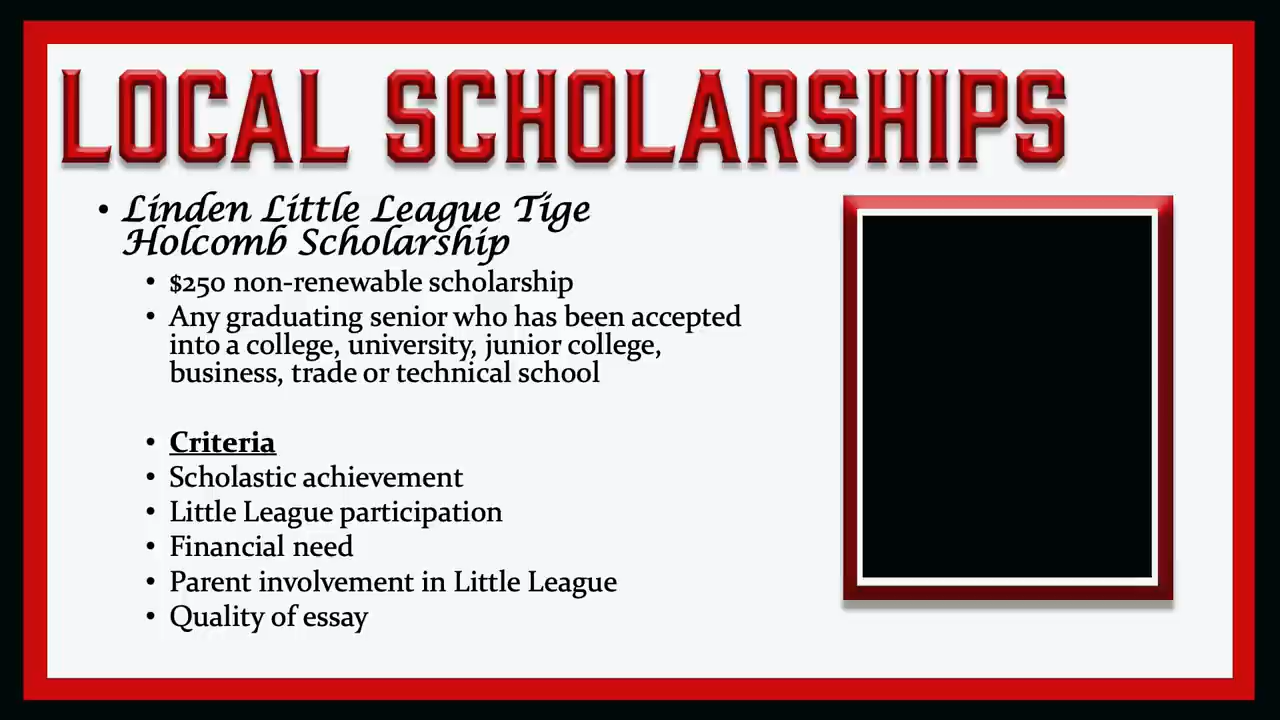 LOCAL SCHOLARSHIPS
• Linden Little League Tige
Holcomb Scholarship
• $250 non-renewable scholarship
• Any graduating senior who has been accepted
into a college, university, junior college,
business, trade or technical school
• Criteria
• Scholastic achievement
• Little League participation
• Financial need
• Parent involvement in Little League
• Quality of essay